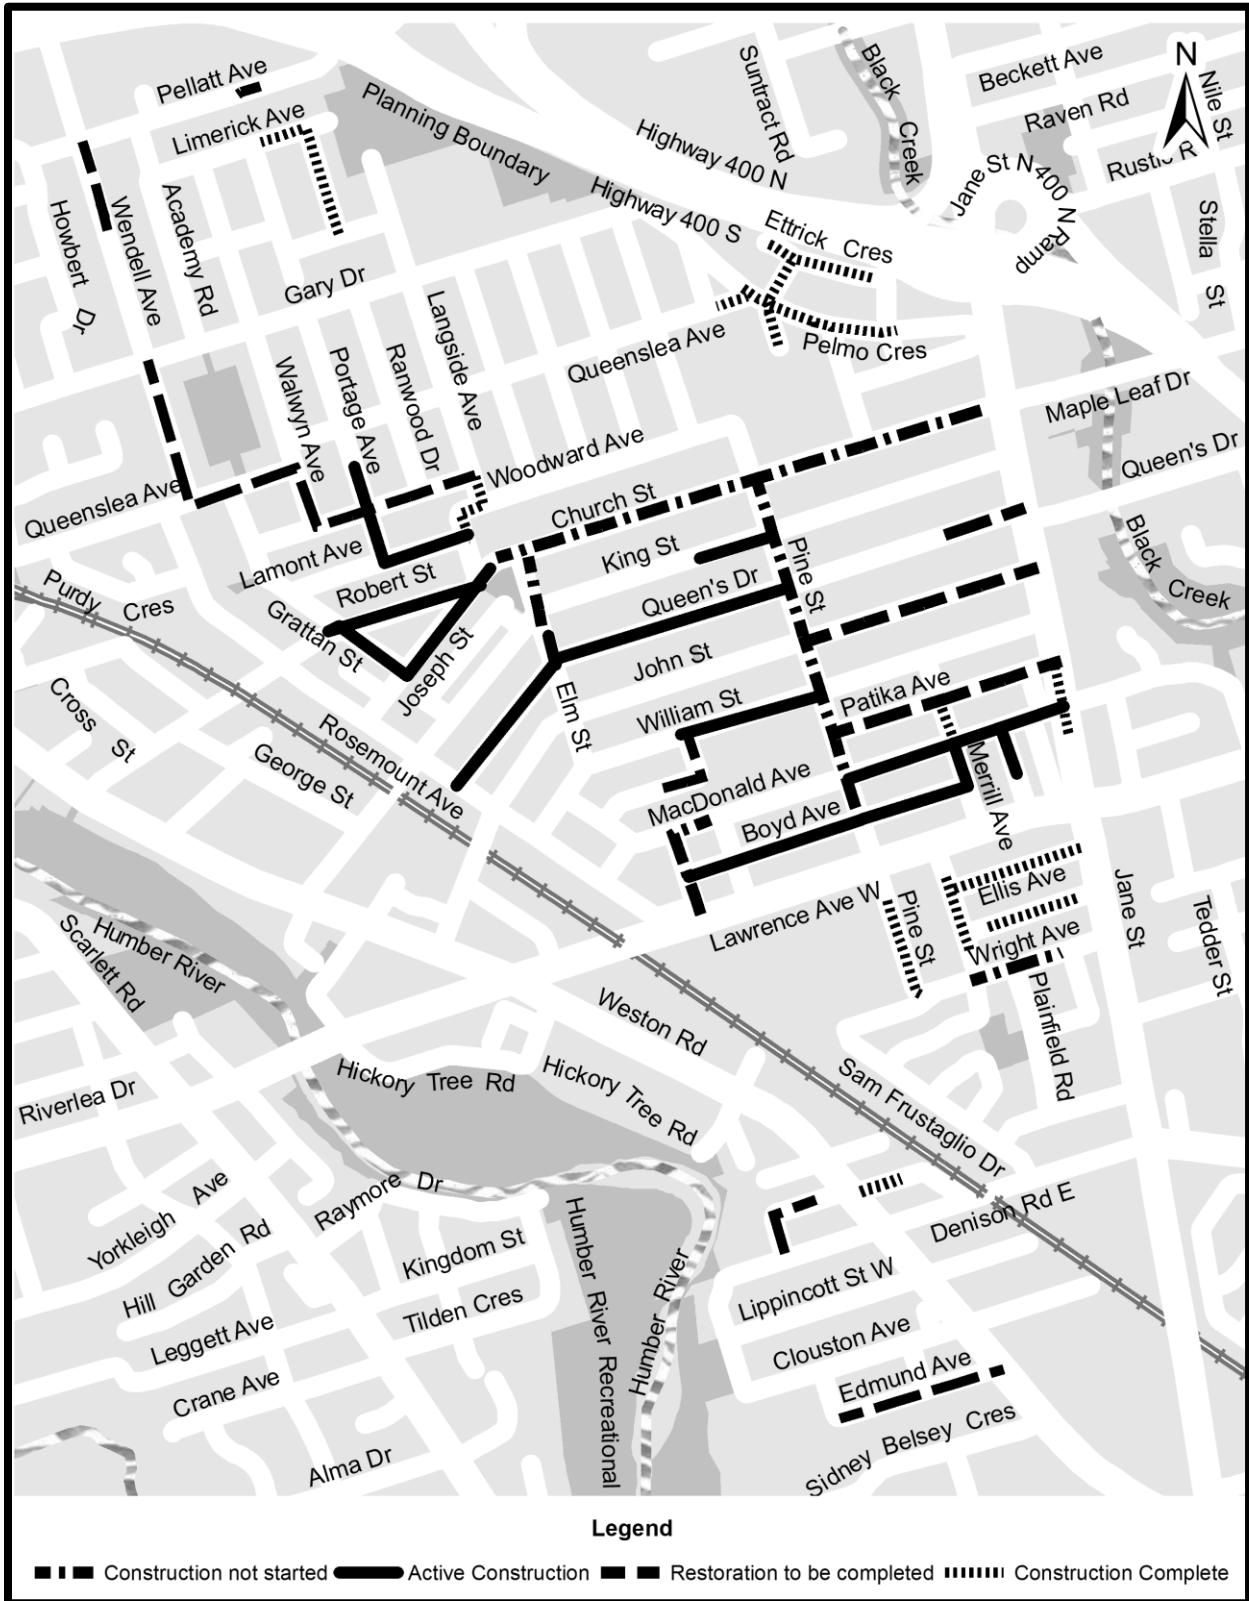 Pellatt Ave
Limerick Ave
Planning Boundary
Suntract Rd
Black
Creek
Beckett Ave
Raven Rd
N
Nile St
Rustic R
Highway 400 N
Highway 400 S
Jane St N 400 N Ramp
Stella St
Howbert Dr
Wendell Ave
Academy Rd
Gary Dr
Ettrick Cres
Langside Ave
Queenslea Ave
Pelmo Cres
Walwyn Ave
Portage Ave
Ranwood Dr
Maple Leaf Dr
Woodward Ave
Queen's Dr
Queenslea Ave
Church St
Black
Creek
Lamont Ave
King St
Pine St
Purdy
Cres
Robert St
Queen's Dr
Grattan St
Joseph St
John St
Elm St
William St
Patika Ave
Cross St
Rosemount Ave
George St
MacDonald Ave
Boyd Ave
Merrill Ave
Ellis Ave
Jane St
Lawrence Ave W
Pine St
Wright Ave
Tedder St
Humber River
Scarlett Rd
Plainfield Rd
Weston Rd
Hickory Tree Rd
Hickory Tree Rd
Sam Frustaglio Dr
Riverlea Dr
Yorkleigh Ave
Raymore Dr
Hill Garden Rd
Denison Rd E
Kingdom St
Humber River Recreational
Humber River
Lippincott St W
Tilden Cres
Leggett Ave
Clouston Ave
Crane Ave
Edmund Ave
Sidney Belsey Cres
Alma Dr
Legend
Construction not started
Active Construction
Restoration to be completed
Construction Complete